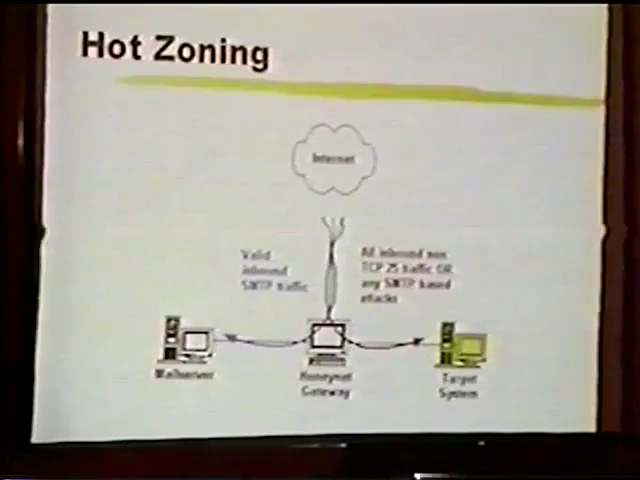 Hot Zoning
Internet
Valid
inbound
SMTP traffic
All inbound non
TCP 25 traffic OR
any SMTP based
attacks
Mailserver
Honeynet
Gateway
Target
System